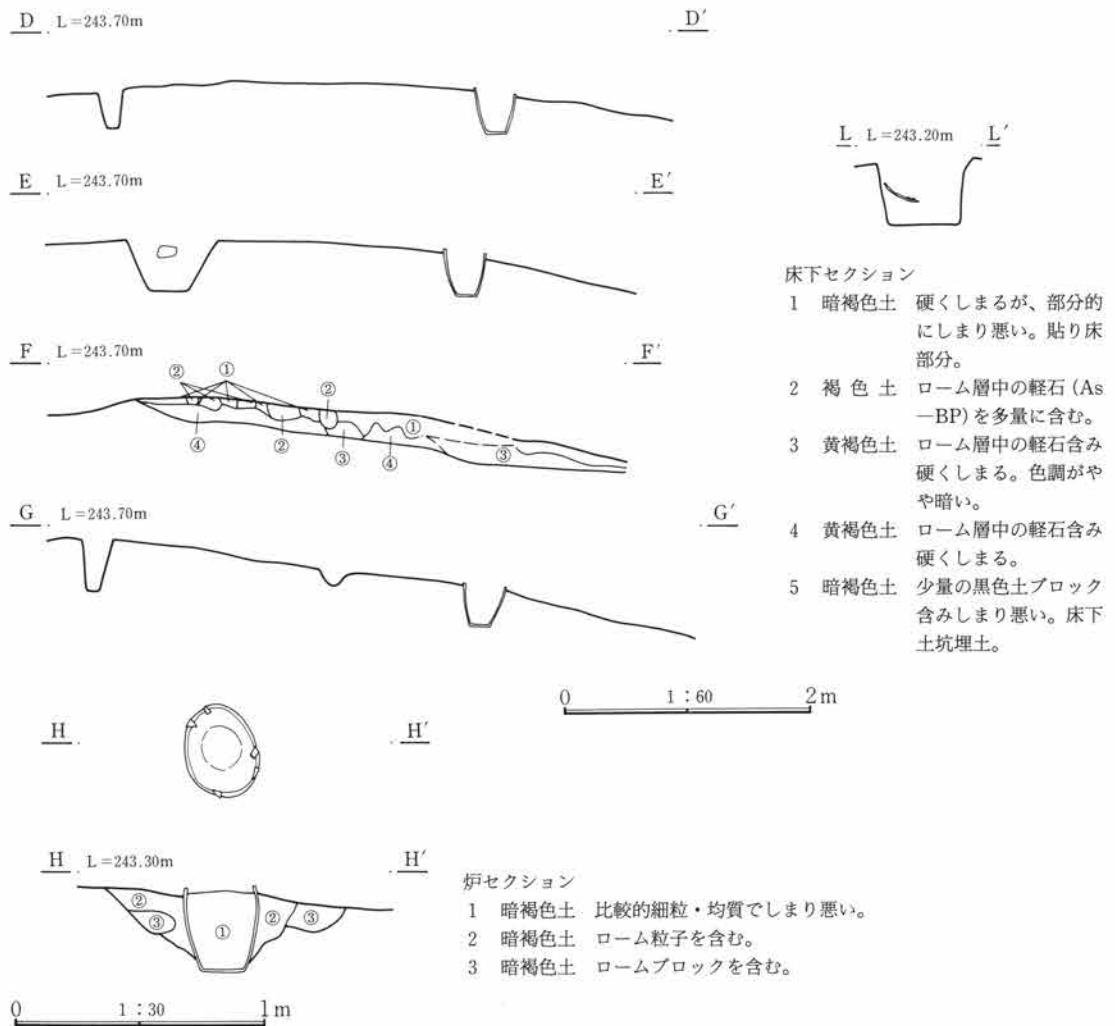 D L＝243.70m D′
L L＝243.20m L′
E L＝243.70m E′
F L＝243.70m F′
② ① ②
① ④ ② ③ ④ ③
G L＝243.70m G′
床下セクション
1 暗褐色土 硬くしまるが、部分的
にしまり悪い。貼り床
部分。
2 褐 色 土 ローム層中の軽石（As
―BP）を多量に含む。
3 黄褐色土 ローム層中の軽石含み
硬くしまる。色調がや
や暗い。
4 黄褐色土 ローム層中の軽石含み
硬くしまる。
5 暗褐色土 少量の黒色土ブロック
含みしまり悪い。床下
土坑埋土。
0 1：60 2m
H H′
H L＝243.30m H′
② ③ ① ② ③
炉セクション
1 暗褐色土 比較的細粒・均質でしまり悪い。
2 暗褐色土 ローム粒子を含む。
3 暗褐色土 ロームブロックを含む。
0 1：30 1m